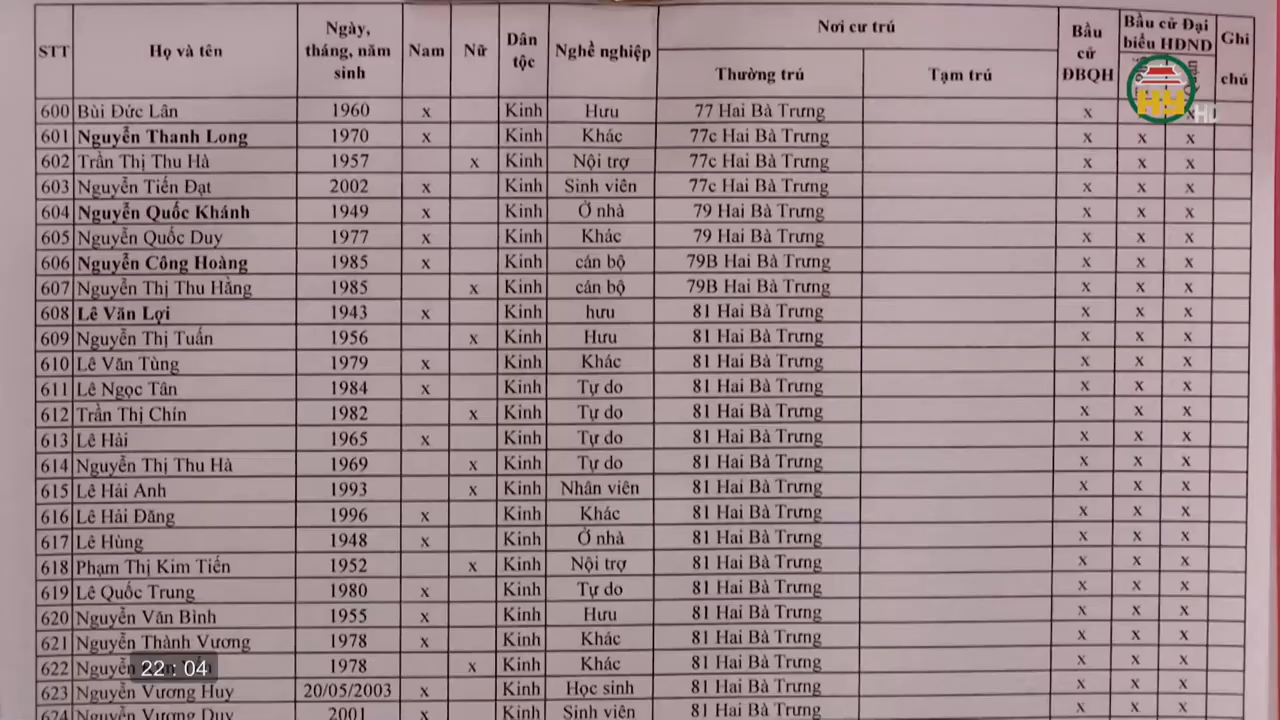 STT Họ và tên Ngày, tháng, năm sinh Nam Nữ Dân tộc Nghề nghiệp Nơi cư trú Bầu cử ĐBQH Bầu cử Đại biểu HĐND Ghi chú
Thường trú Tạm trú
HY HD
600 Bùi Đức Lân 1960 x Kinh Hưu 77 Hai Bà Trưng x x
601 Nguyễn Thanh Long 1970 x Kinh Khác 77c Hai Bà Trưng x x x
602 Trần Thị Thu Hà 1957 x Kinh Nội trợ 77c Hai Bà Trưng x x x
603 Nguyễn Tiến Đạt 2002 x Kinh Sinh viên 77c Hai Bà Trưng x x x
604 Nguyễn Quốc Khánh 1949 x Kinh Ở nhà 79 Hai Bà Trưng x x x
605 Nguyễn Quốc Duy 1977 x Kinh Khác 79 Hai Bà Trưng x x x
606 Nguyễn Công Hoàng 1985 x Kinh cán bộ 79B Hai Bà Trưng x x x
607 Nguyễn Thị Thu Hằng 1985 x Kinh cán bộ 79B Hai Bà Trưng x x x
608 Lê Văn Lợi 1943 x Kinh hưu 81 Hai Bà Trưng x x x
609 Nguyễn Thị Tuấn 1956 x Kinh Hưu 81 Hai Bà Trưng x x x
610 Lê Văn Tùng 1979 x Kinh Khác 81 Hai Bà Trưng x x x
611 Lê Ngọc Tân 1984 x Kinh Tự do 81 Hai Bà Trưng x x x
612 Trần Thị Chín 1982 x Kinh Tự do 81 Hai Bà Trưng x x x
613 Lê Hải 1965 x Kinh Tự do 81 Hai Bà Trưng x x x
614 Nguyễn Thị Thu Hà 1969 x Kinh Tự do 81 Hai Bà Trưng x x x
615 Lê Hải Anh 1993 x Kinh Nhân viên 81 Hai Bà Trưng x x x
616 Lê Hải Đăng 1996 x Kinh Khác 81 Hai Bà Trưng x x x
617 Lê Hùng 1948 x Kinh Ở nhà 81 Hai Bà Trưng x x x
618 Phạm Thị Kim Tiến 1952 x Kinh Nội trợ 81 Hai Bà Trưng x x x
619 Lê Quốc Trung 1980 x Kinh Tự do 81 Hai Bà Trưng x x x
620 Nguyễn Văn Bình 1955 x Kinh Hưu 81 Hai Bà Trưng x x x
621 Nguyễn Thành Vương 1978 x Kinh Khác 81 Hai Bà Trưng x x x
622 Nguyễn 1978 x Kinh Khác 81 Hai Bà Trưng x x x
22 : 04
623 Nguyễn Vương Huy 20/05/2003 x Kinh Học sinh 81 Hai Bà Trưng x x x
624 Nguyễn Vương Duy 2001 x Kinh Sinh viên 81 Hai Bà Trưng x x x